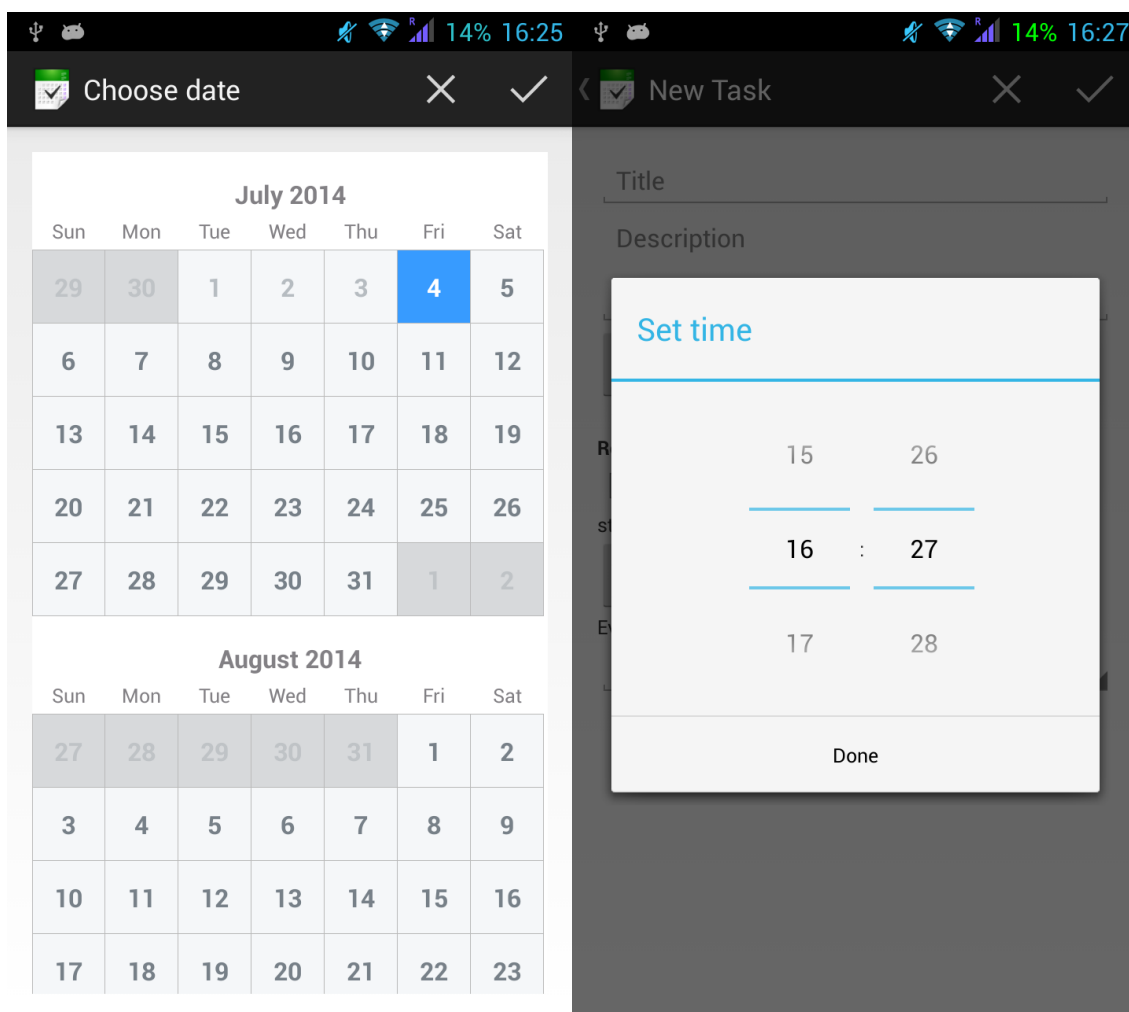 R 14% 16:25
Choose date
July 2014
Sun Mon Tue Wed Thu Fri Sat
29 30 1 2 3 4 5
6 7 8 9 10 11 12
13 14 15 16 17 18 19
20 21 22 23 24 25 26
27 28 29 30 31 1 2
August 2014
Sun Mon Tue Wed Thu Fri Sat
27 28 29 30 31 1 2
3 4 5 6 7 8 9
10 11 12 13 14 15 16
17 18 19 20 21 22 23
R 14% 16:27
New Task
Title
Description
Set time
15 26
16 : 27
17 28
Done